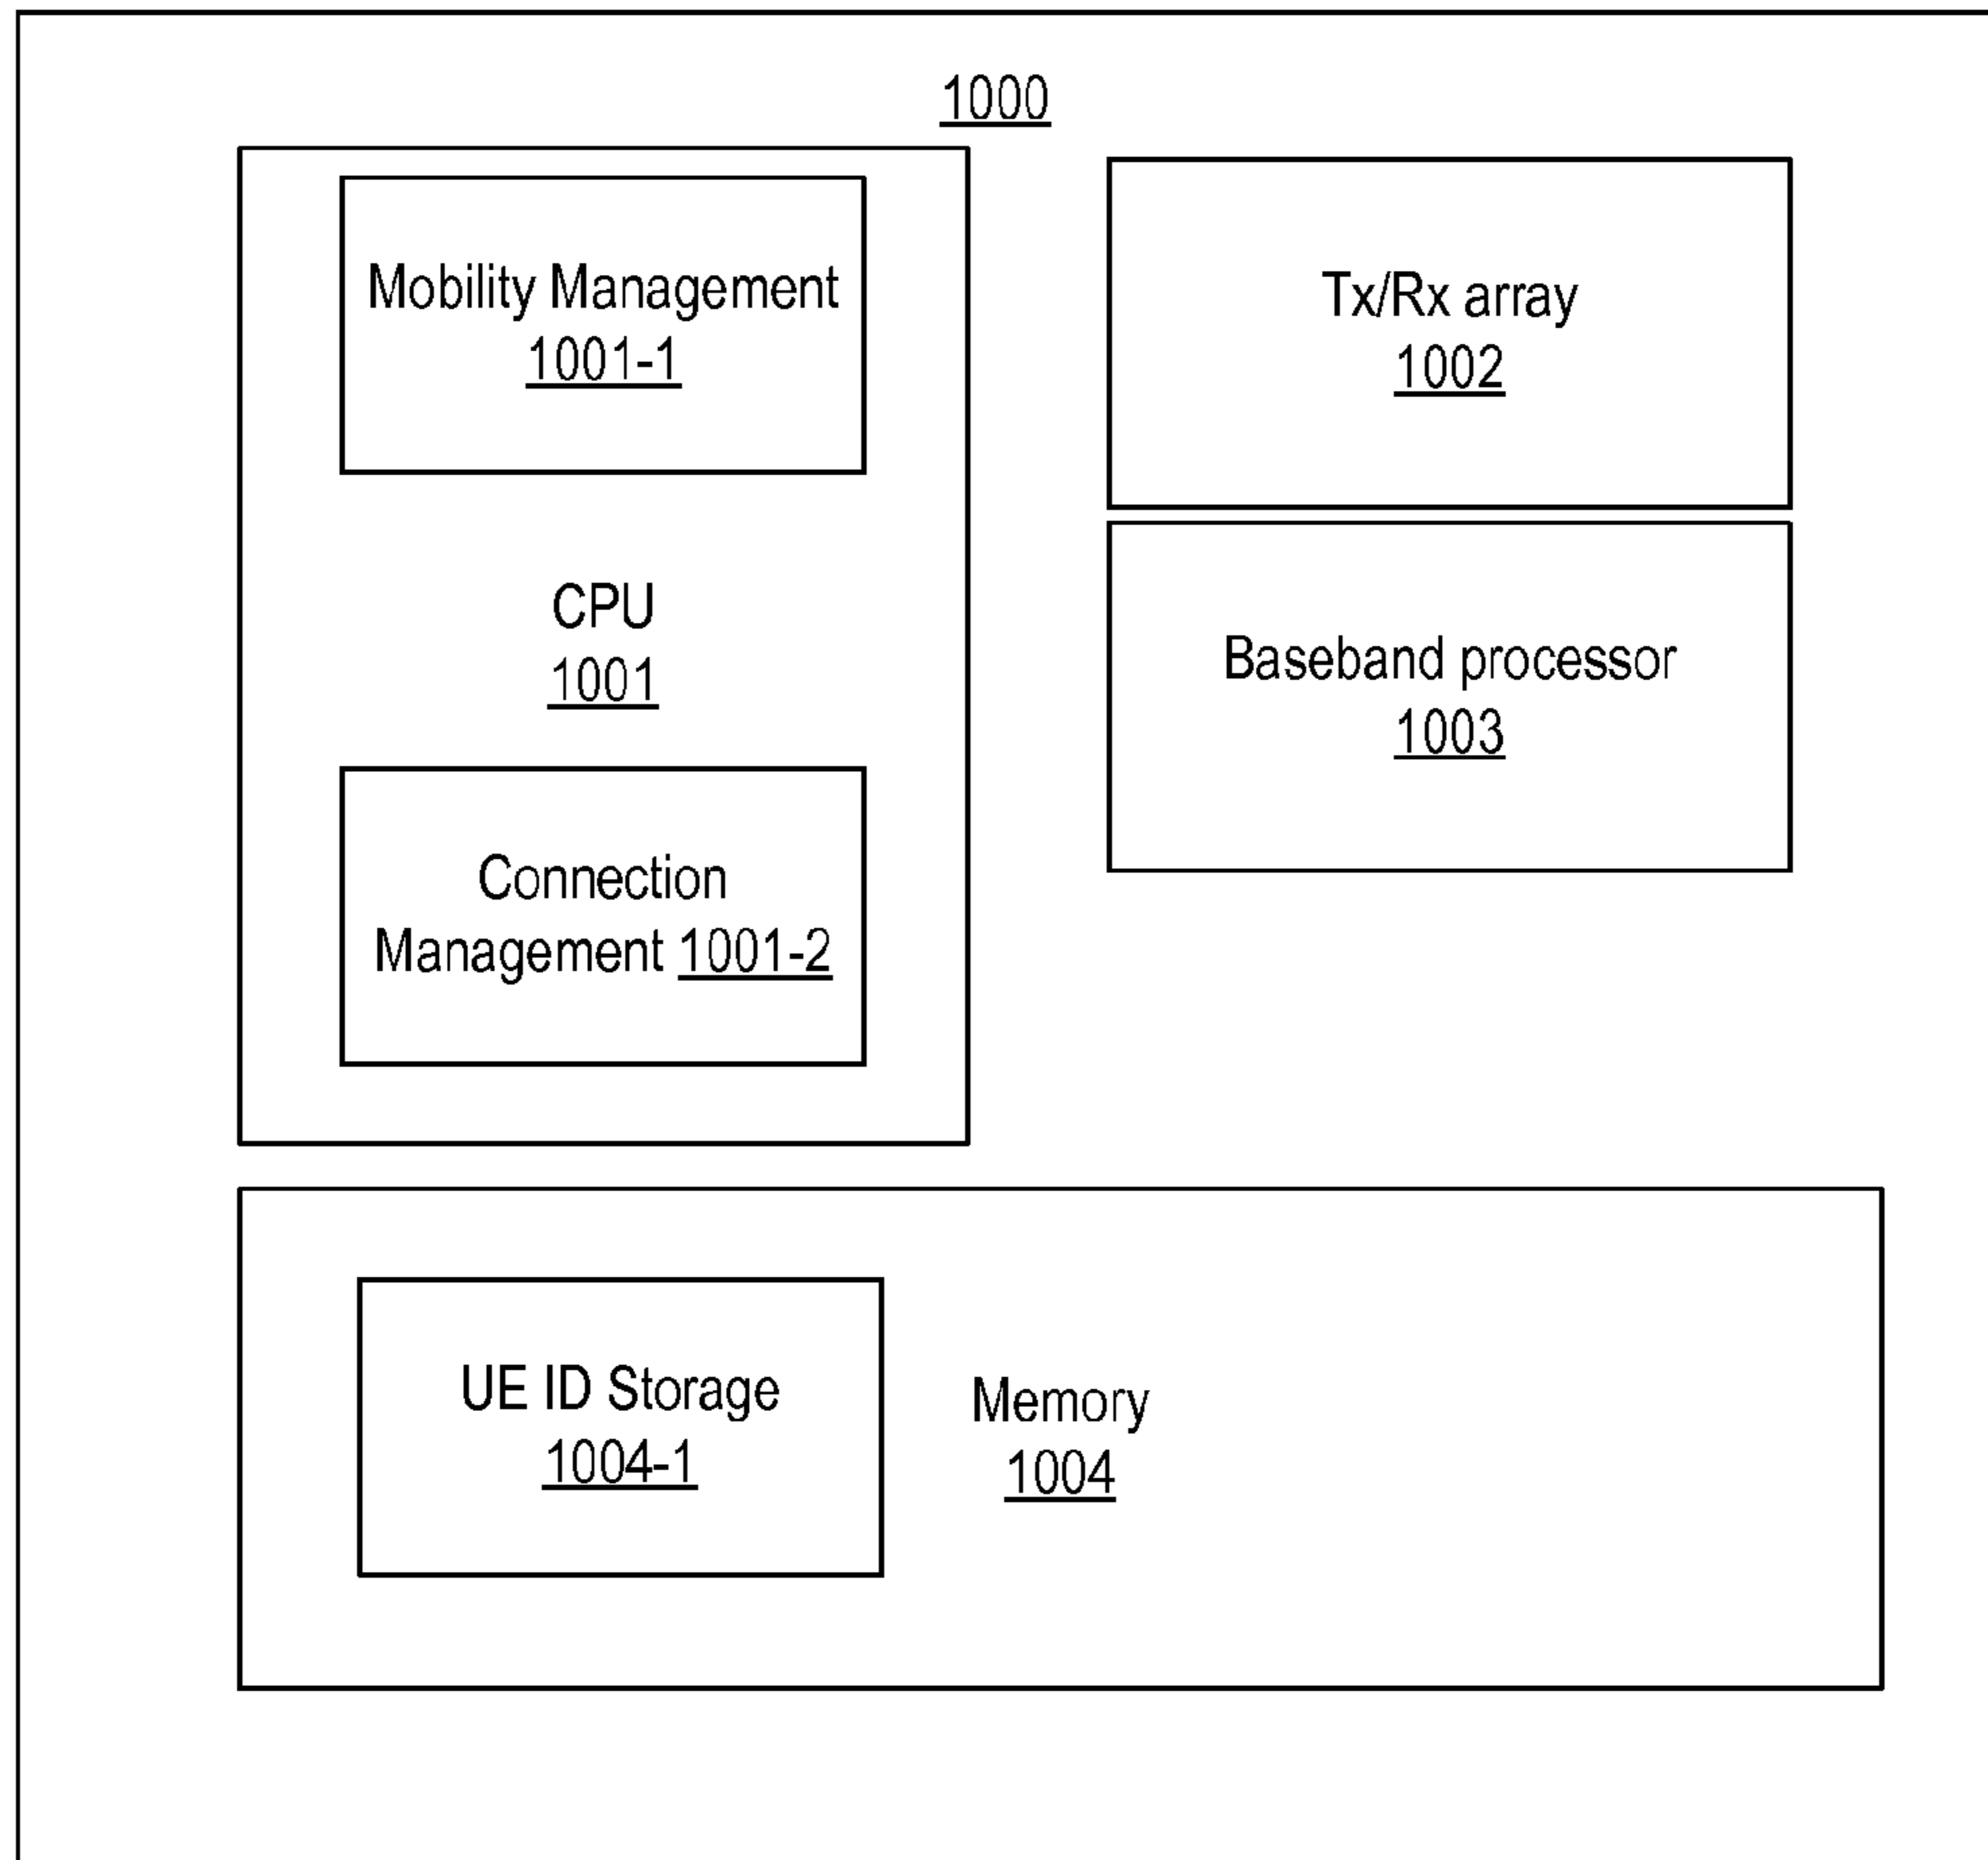 1000
Mobility Management
1001-1
CPU
1001
Connection
Management 1001-2
Tx/Rx array
1002
Baseband processor
1003
UE ID Storage
1004-1
Memory
1004